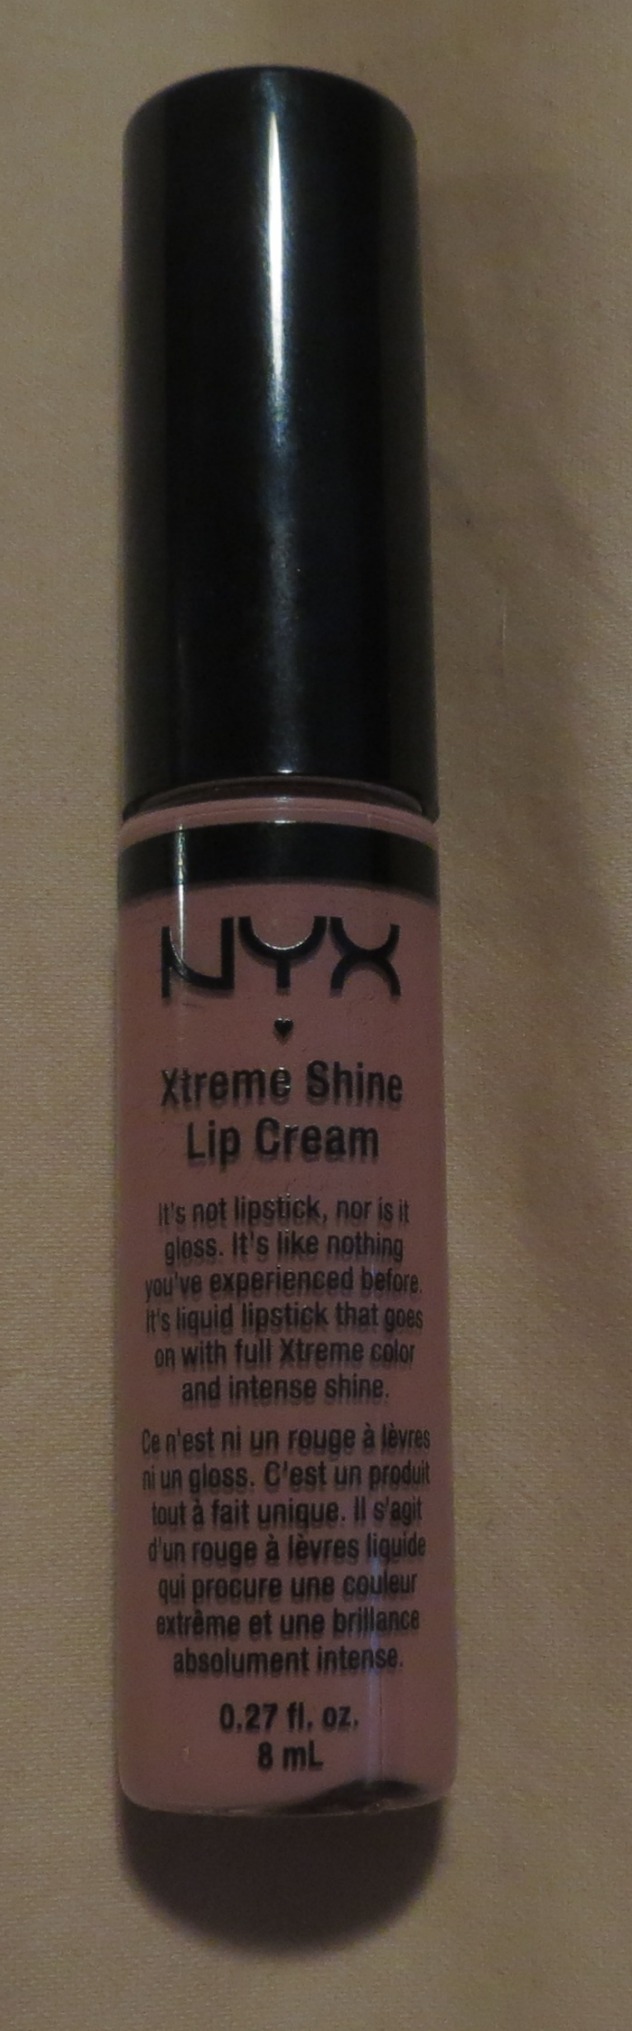 NYX
Xtreme Shine
Lip Cream
It's not lipstick, nor is it
gloss. It's like nothing
you've experienced before.
It's liquid lipstick that goes
on with full Xtreme color
and intense shine.
Ce n'est ni un rouge à lèvres
ni un gloss. C'est un produit
tout à fait unique. Il s'agit
d'un rouge à lèvres liquide
qui procure une couleur
extrême et une brillance
absolument intense.
0.27 fl. oz.
8 mL